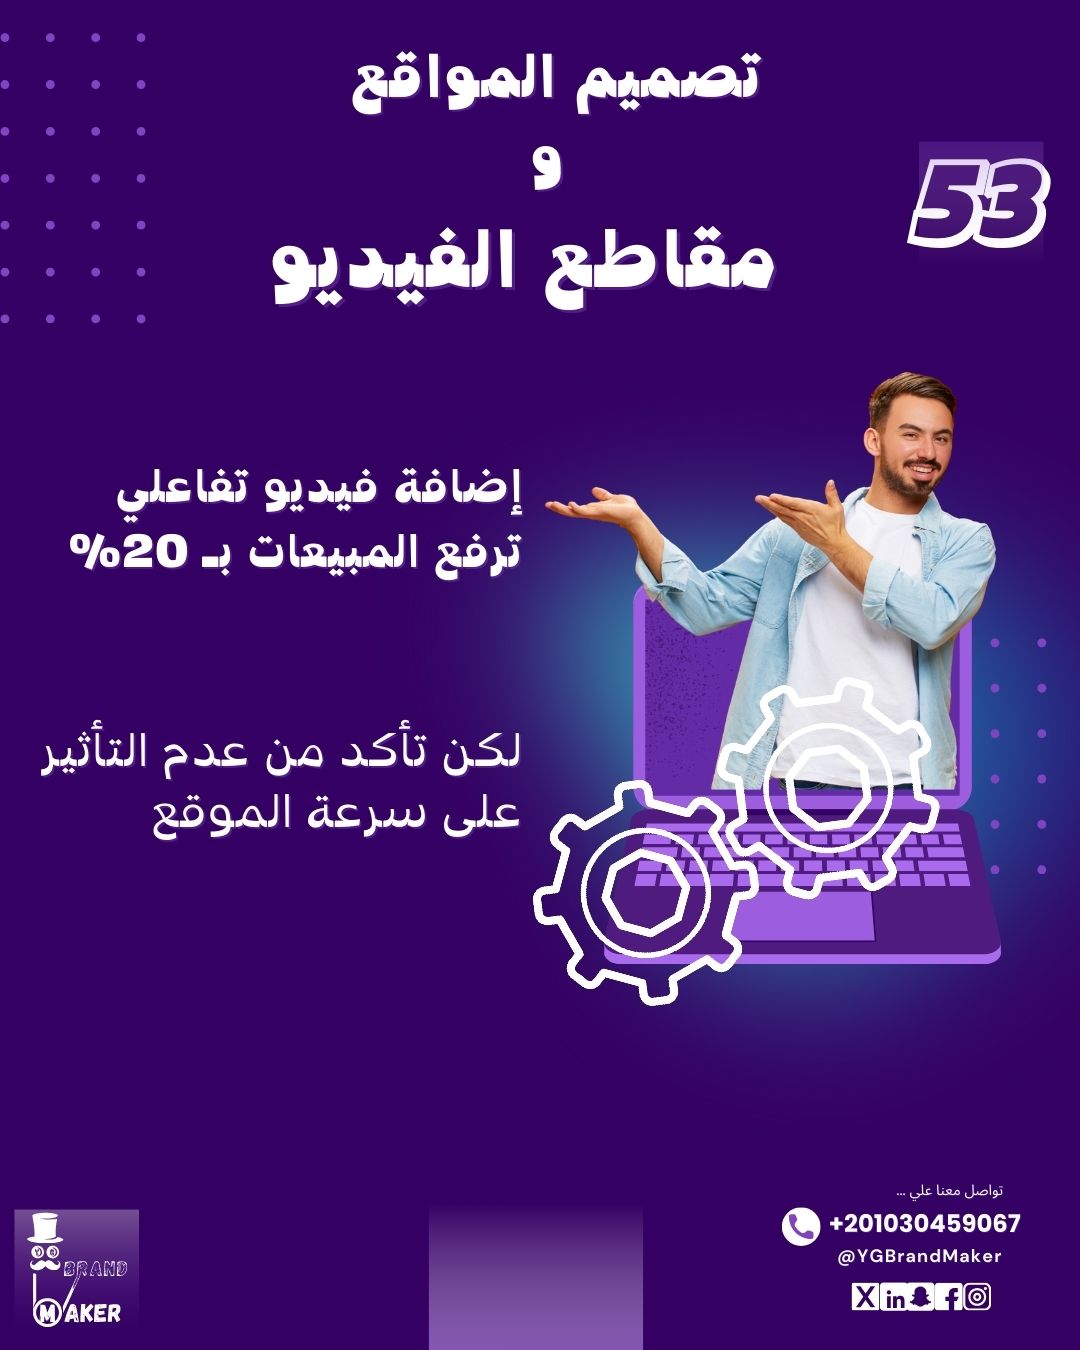 تصميم المواقع
و
مقاطع الفيديو
53
إضافة فيديو تفاعلي
ترفع المبيعات بـ 20%
لكن تأكد من عدم التأثير
على سرعة الموقع
تواصل معنا علي ...
+201030459067
@YGBrandMaker
BRAND
MAKER